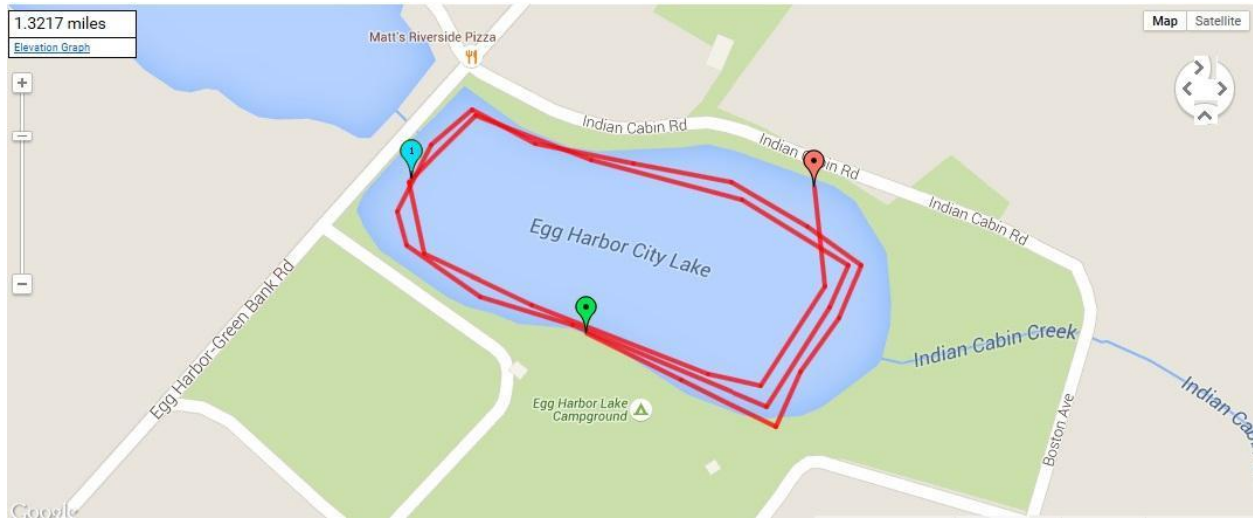 1.3217 miles
Elevation Graph
Map
Satellite
Matt's Riverside Pizza
Indian Cabin Rd
Indian Cabin Rd
1
Indian Cabin Rd
Egg Harbor City Lake
Egg Harbor-Green Bank Rd
Indian Cabin Creek
Indian Cab
Egg Harbor Lake
Campground
Boston Ave
Google